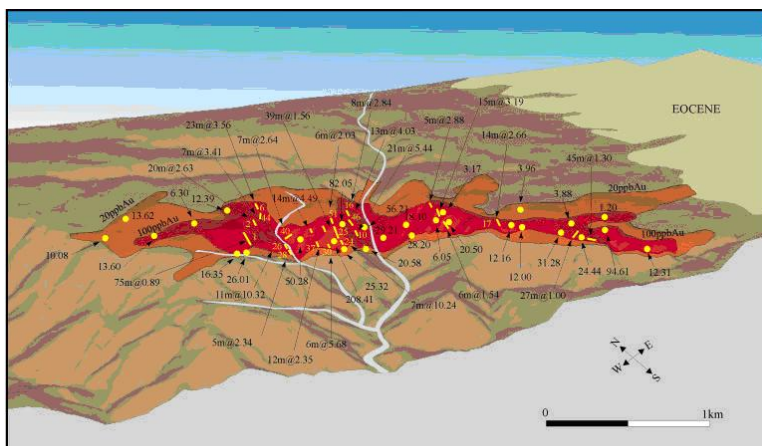 8m@2.84
15m@3.19
39m@1.56
5m@2.88
EOCENE
23m@3.56
6m@2.03
13m@4.03
14m@2.66
7m@2.64
21m@5.44
45m@1.30
7m@3.41
3.17
3.96
20m@2.63
82.05
3.88
20ppbAu
6.30
12.39
14m@4.49
56.21
1.20
20ppbAu
13.62
100ppbAu
18.10
17
100ppbAu
10.08
13.60
16.35
28.20
6.05
20.50
12.16
31.28
94.61
12.31
75m@0.89
26.01
50.28
25.32
20.58
12.00
24.44
11m@10.32
208.41
7m@10.24
6m@1.54
27m@1.00
5m@2.34
6m@5.68
12m@2.35
N
E
W
S
0
1km